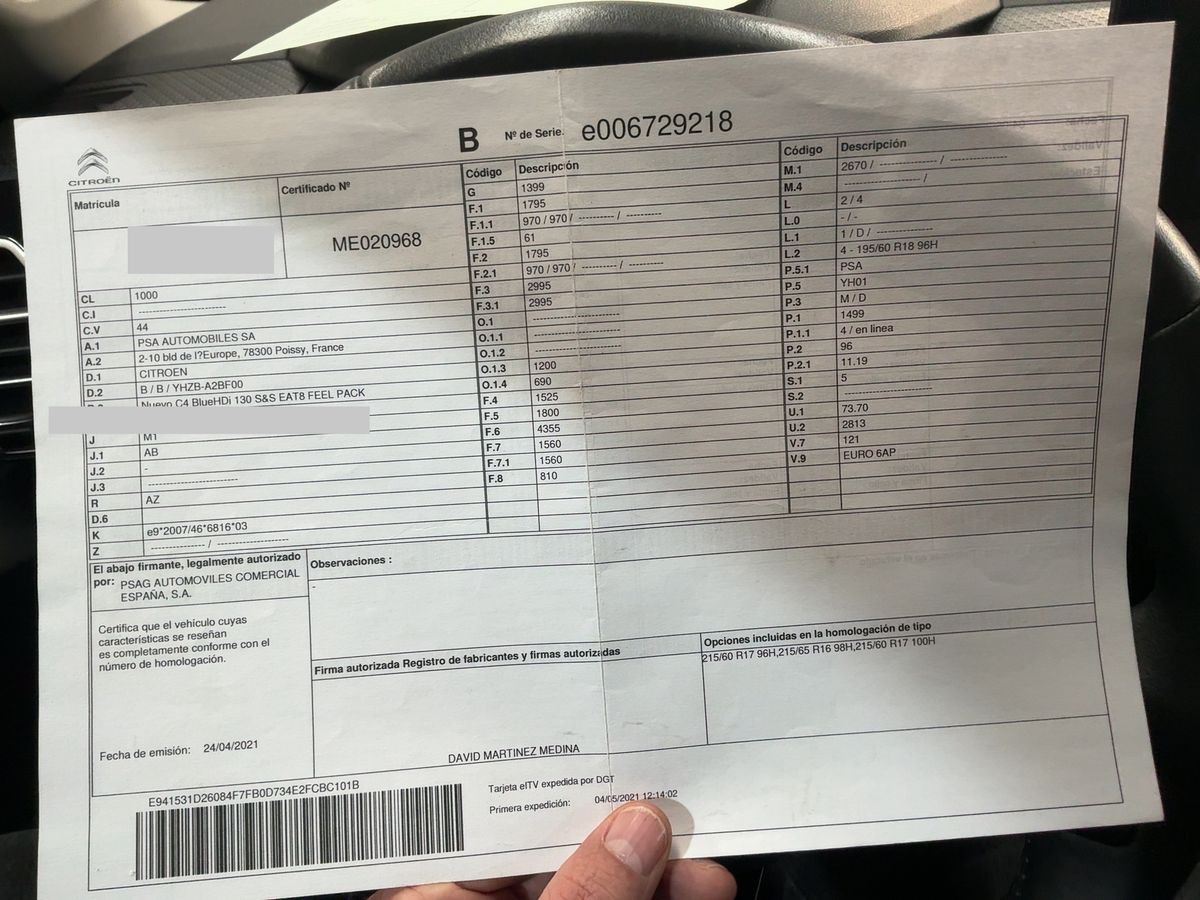 B Nº de Serie. e006729218
CITROËN
Matrícula
Certificado Nº
ME020968
CL 1000
C.I -----------------------
C.V 44
A.1 PSA AUTOMOBILES SA
A.2 2-10 bld de l?Europe, 78300 Poissy, France
D.1 CITROEN
D.2 B / B / YHZB-A2BF00
Nuevo C4 BlueHDi 130 S&S EAT8 FEEL PACK
J M1
J.1 AB
J.2 -
J.3 -----------------------
R AZ
D.6
K e9*2007/46*6816*03
Z -------------- / ------------------
Código Descripción
G 1399
F.1 1795
F.1.1 970 / 970 / ---------- / ----------
F.1.5 61
F.2 1795
F.2.1 970 / 970 / ---------- / ----------
F.3 2995
F.3.1 2995
O.1 -----------------------
O.1.1 -----------------------
O.1.2 -----------------------
O.1.3 1200
O.1.4 690
F.4 1525
F.5 1800
F.6 4355
F.7 1560
F.7.1 1560
F.8 810
Código Descripción
M.1 2670 / --------------- / ---------------
M.4 -------------------- /
L 2 / 4
L.0 - / -
L.1 1 / D / ---------------
L.2 4 - 195/60 R18 96H
P.5.1 PSA
P.5 YH01
P.3 M / D
P.1 1499
P.1.1 4 / en linea
P.2 96
P.2.1 11.19
S.1 5
S.2 -----------------------
U.1 73.70
U.2 2813
V.7 121
V.9 EURO 6AP
El abajo firmante, legalmente autorizado
por: PSAG AUTOMOVILES COMERCIAL
ESPAÑA, S.A.
Certifica que el vehículo cuyas
características se reseñan
es completamente conforme con el
número de homologación.
Fecha de emisión: 24/04/2021
Observaciones :
-
Firma autorizada Registro de fabricantes y firmas autorizadas
DAVID MARTINEZ MEDINA
Opciones incluidas en la homologación de tipo
215/60 R17 96H,215/65 R16 98H,215/60 R17 100H
E941531D26084F7FB0D734E2FCBC101B
Tarjeta eITV expedida por DGT
Primera expedición: 04/05/2021 12:14:02